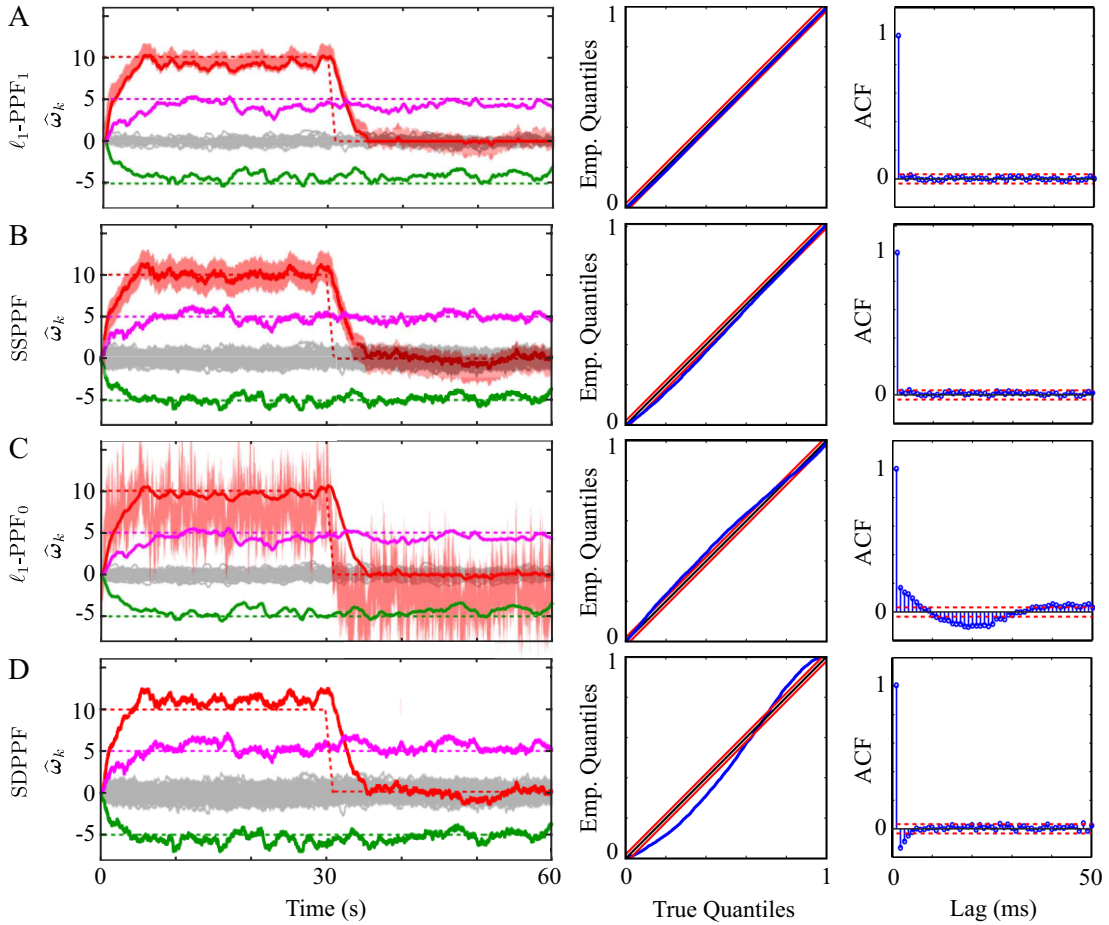 A
ℓ₁-PPF₁
ω̂ₖ
10
5
0
-5
Emp. Quantiles
1
0
ACF
1
0
B
SSPPF
ω̂ₖ
10
5
0
-5
Emp. Quantiles
1
0
ACF
1
0
C
ℓ₁-PPF₀
ω̂ₖ
10
5
0
-5
Emp. Quantiles
1
0
ACF
1
0
D
SDPPF
ω̂ₖ
10
5
0
-5
0
30
60
Time (s)
Emp. Quantiles
1
0
0
1
True Quantiles
ACF
1
0
0
50
Lag (ms)